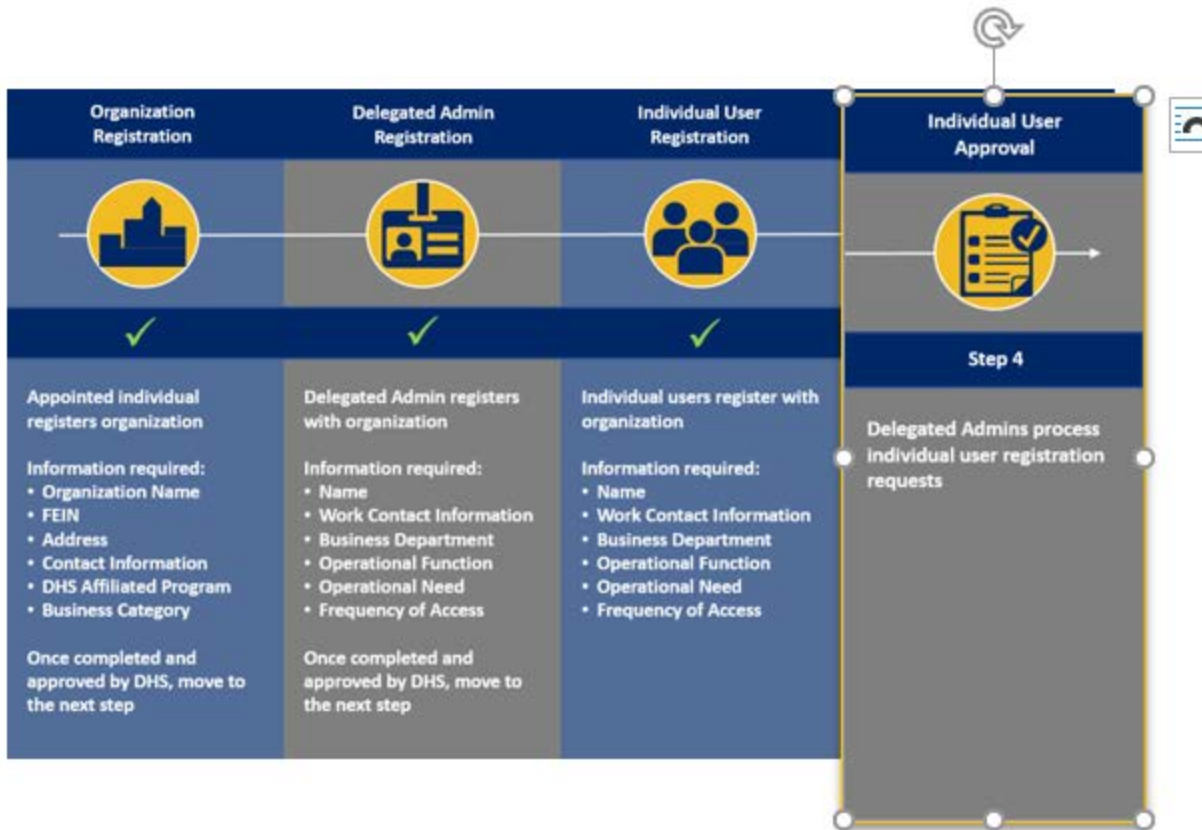 Organization
Registration
Delegated Admin
Registration
Individual User
Registration
Individual User
Approval
Step 4
Appointed individual
registers organization
Information required:
• Organization Name
• FEIN
• Address
• Contact Information
• DHS Affiliated Program
• Business Category
Once completed and
approved by DHS, move to
the next step
Delegated Admin registers
with organization
Information required:
• Name
• Work Contact Information
• Business Department
• Operational Function
• Operational Need
• Frequency of Access
Once completed and
approved by DHS, move to
the next step
Individual users register with
organization
Information required:
• Name
• Work Contact Information
• Business Department
• Operational Function
• Operational Need
• Frequency of Access
Delegated Admins process
individual user registration
requests